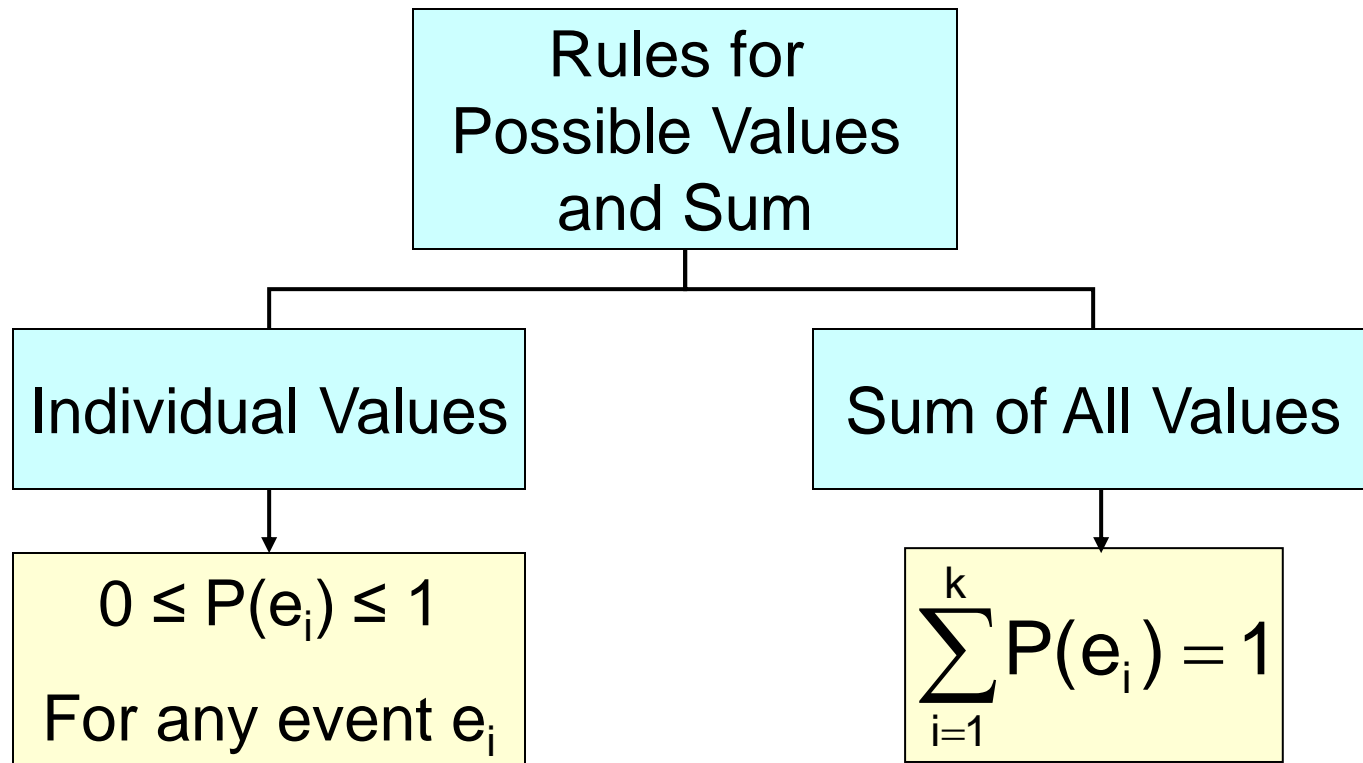 Rules for
Possible Values
and Sum
Individual Values
Sum of All Values
0 ≤ P(eᵢ) ≤ 1
For any event eᵢ
k
∑P(eᵢ) = 1
i=1